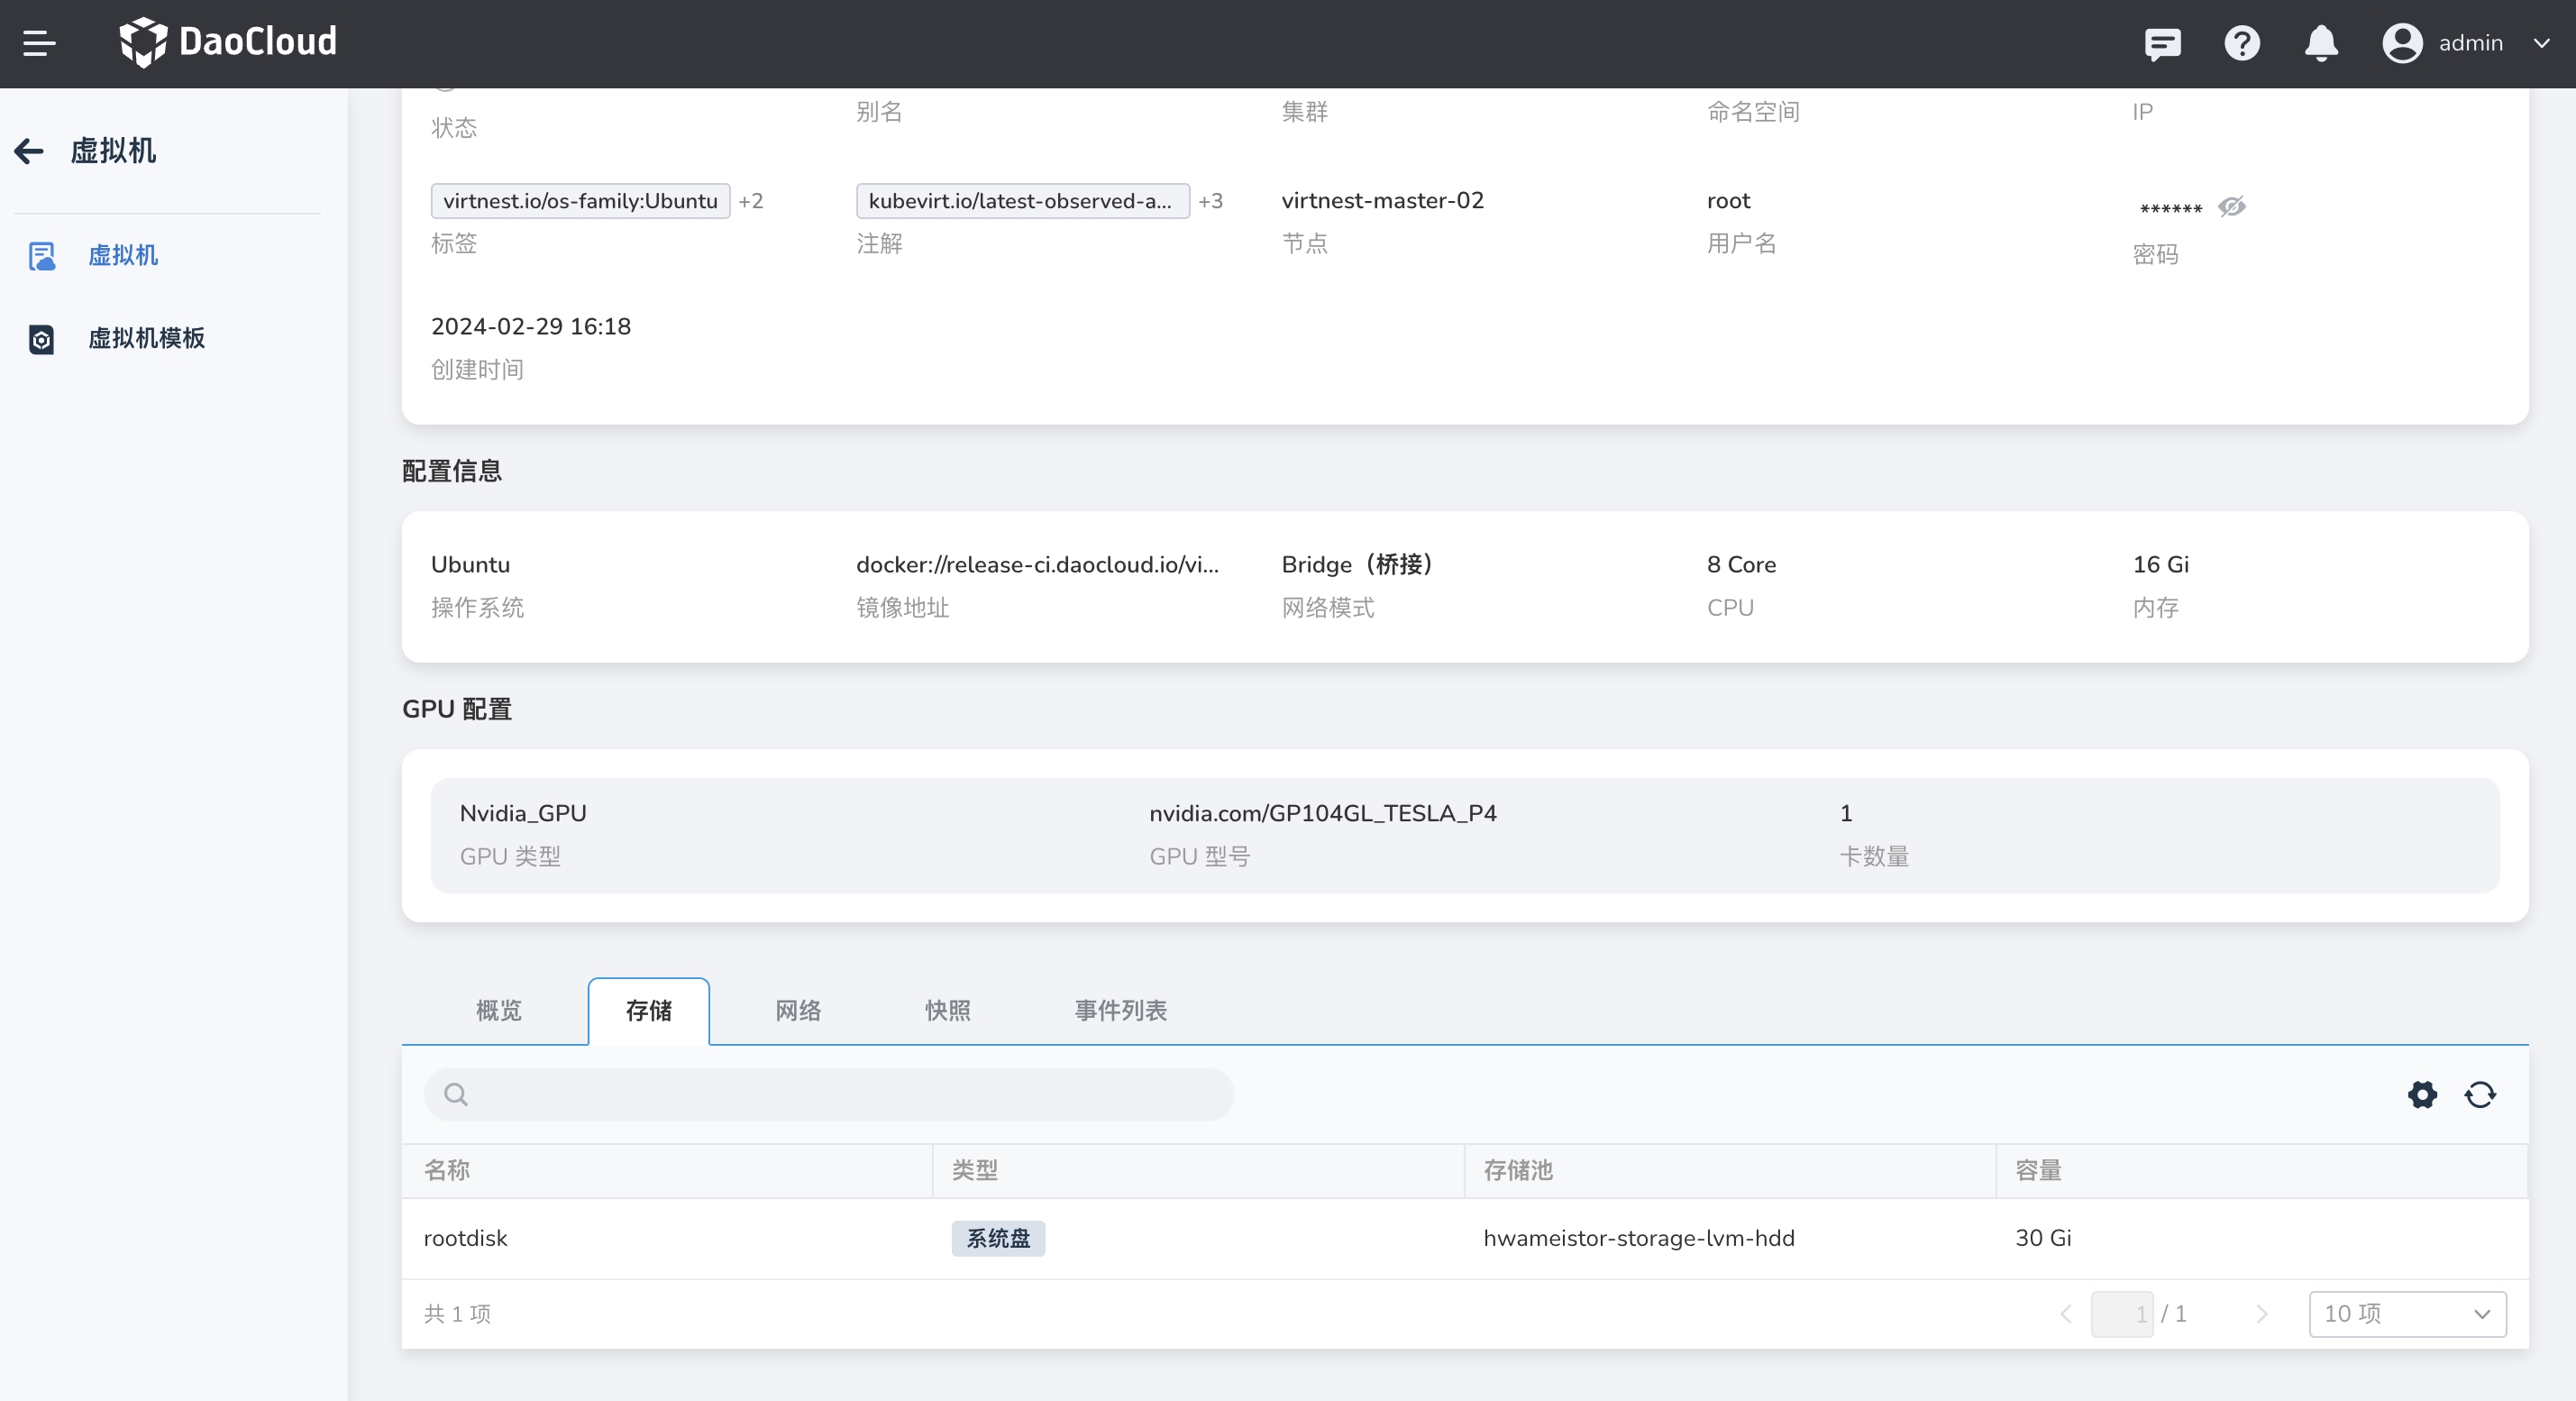 DaoCloud
admin
虚拟机
虚拟机
虚拟机模板
状态
别名
集群
命名空间
IP
virtnest.io/os-family:Ubuntu +2
标签
kubevirt.io/latest-observed-a... +3
注解
virtnest-master-02
节点
root
用户名
******
密码
2024-02-29 16:18
创建时间
配置信息
Ubuntu
操作系统
docker://release-ci.daocloud.io/vi...
镜像地址
Bridge（桥接）
网络模式
8 Core
CPU
16 Gi
内存
GPU 配置
Nvidia_GPU
GPU 类型
nvidia.com/GP104GL_TESLA_P4
GPU 型号
1
卡数量
概览 存储 网络 快照 事件列表
名称 类型 存储池 容量
rootdisk 系统盘 hwameistor-storage-lvm-hdd 30 Gi
共 1 项
1 / 1
10 项